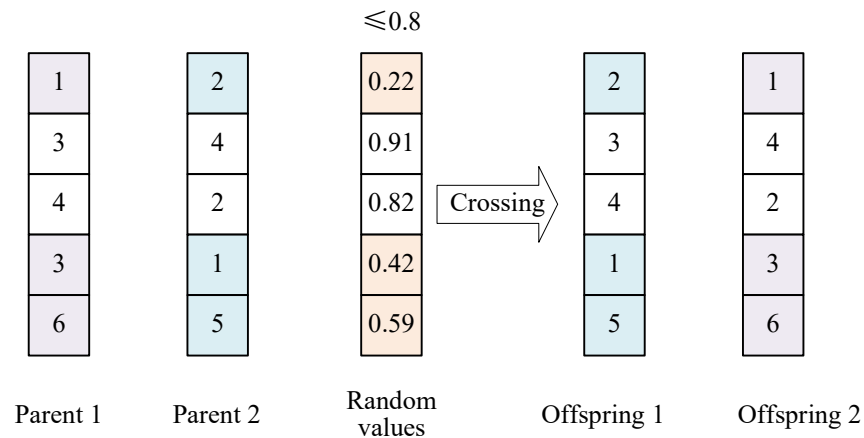 ≤0.8
1 2 0.22 2 1
3 4 0.91 3 4
4 2 0.82 Crossing 4 2
3 1 0.42 1 3
6 5 0.59 5 6
Parent 1 Parent 2 Random values Offspring 1 Offspring 2